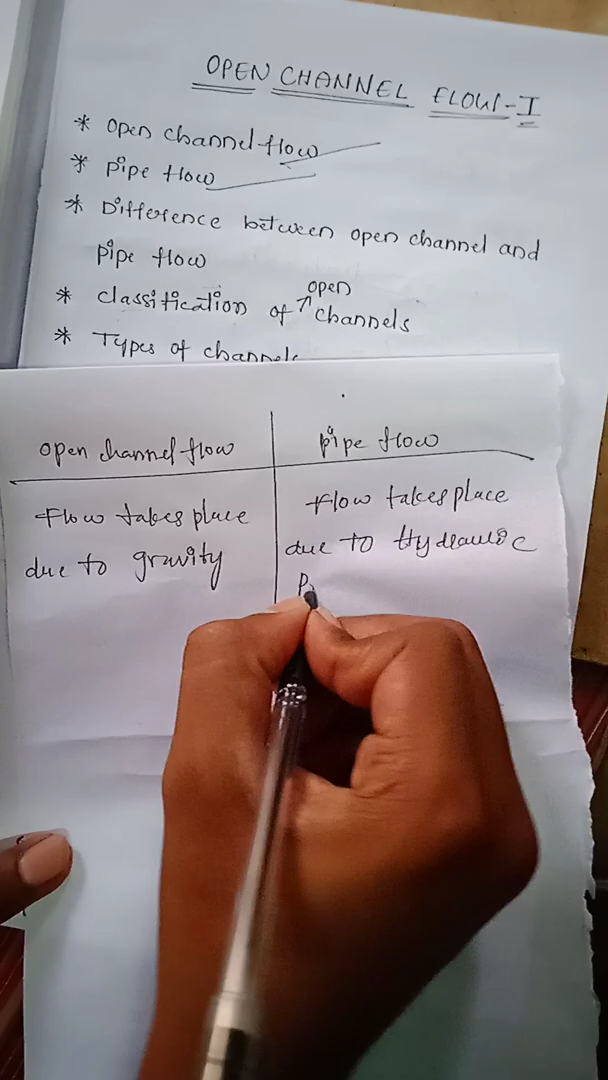 OPEN CHANNEL FLOW-I
* Open channel flow
* Pipe flow
* Difference between open channel and
pipe flow
open
* classification of channels
* Types of channels
open channel flow
pipe flow
Flow takes place
due to gravity
Flow takes place
due to Hydraulic
P